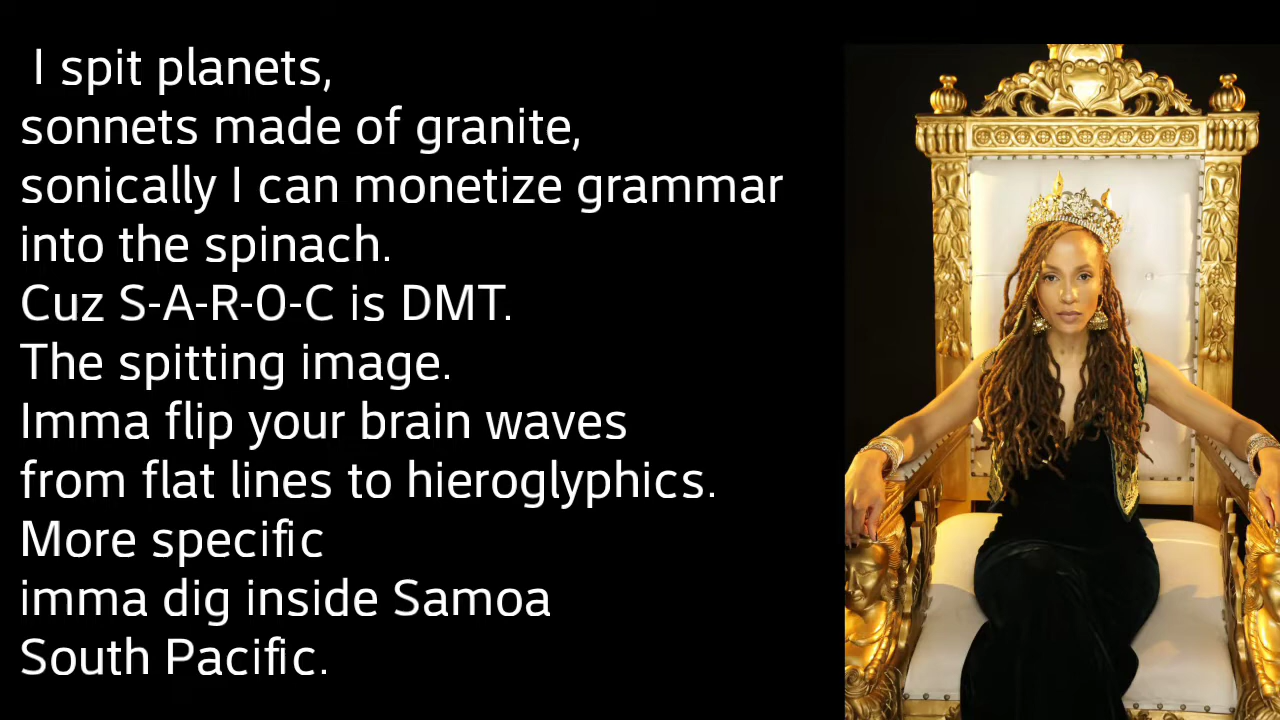 I spit planets,
sonnets made of granite,
sonically I can monetize grammar
into the spinach.
Cuz S-A-R-O-C is DMT.
The spitting image.
Imma flip your brain waves
from flat lines to hieroglyphics.
More specific
imma dig inside Samoa
South Pacific.